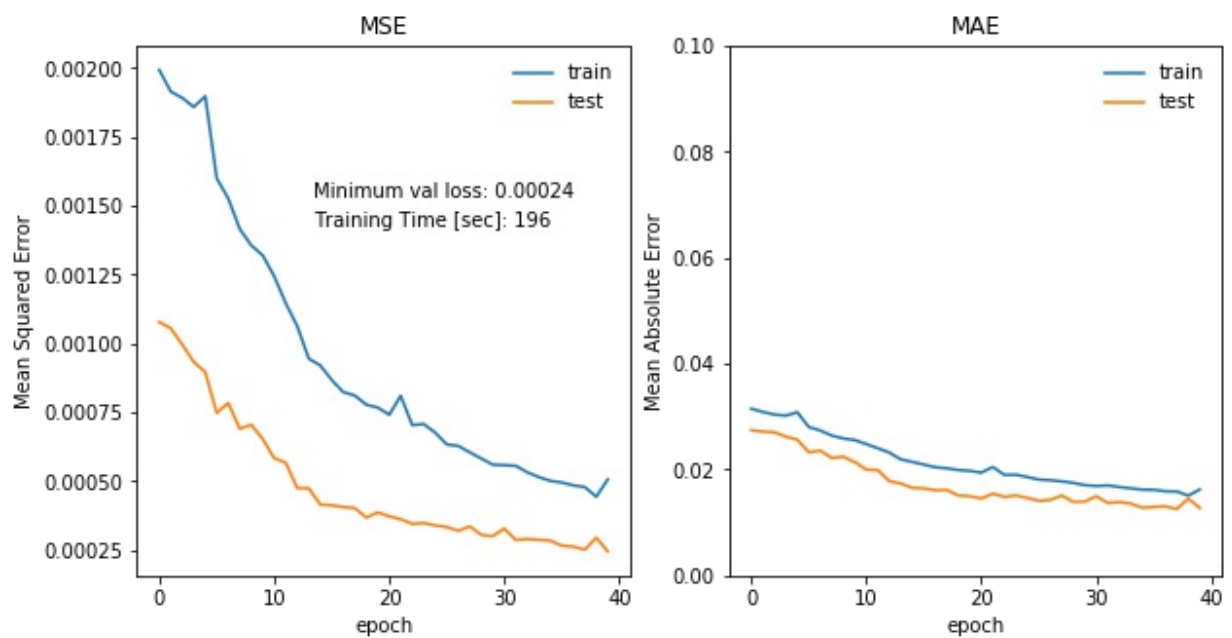 MSE
Mean Squared Error
0.00200
0.00175
0.00150
0.00125
0.00100
0.00075
0.00050
0.00025
train
test
Minimum val loss: 0.00024
Training Time [sec]: 196
0 10 20 30 40
epoch
MAE
Mean Absolute Error
0.10
0.08
0.06
0.04
0.02
0.00
train
test
0 10 20 30 40
epoch